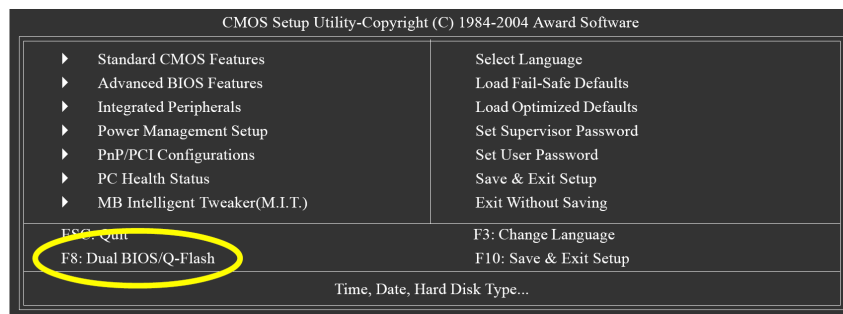 CMOS Setup Utility-Copyright (C) 1984-2004 Award Software
Standard CMOS Features
Advanced BIOS Features
Integrated Peripherals
Power Management Setup
PnP/PCI Configurations
PC Health Status
MB Intelligent Tweaker(M.I.T.)
Select Language
Load Fail-Safe Defaults
Load Optimized Defaults
Set Supervisor Password
Set User Password
Save & Exit Setup
Exit Without Saving
ESC: Quit
F3: Change Language
F8: Dual BIOS/Q-Flash
F10: Save & Exit Setup
Time, Date, Hard Disk Type...